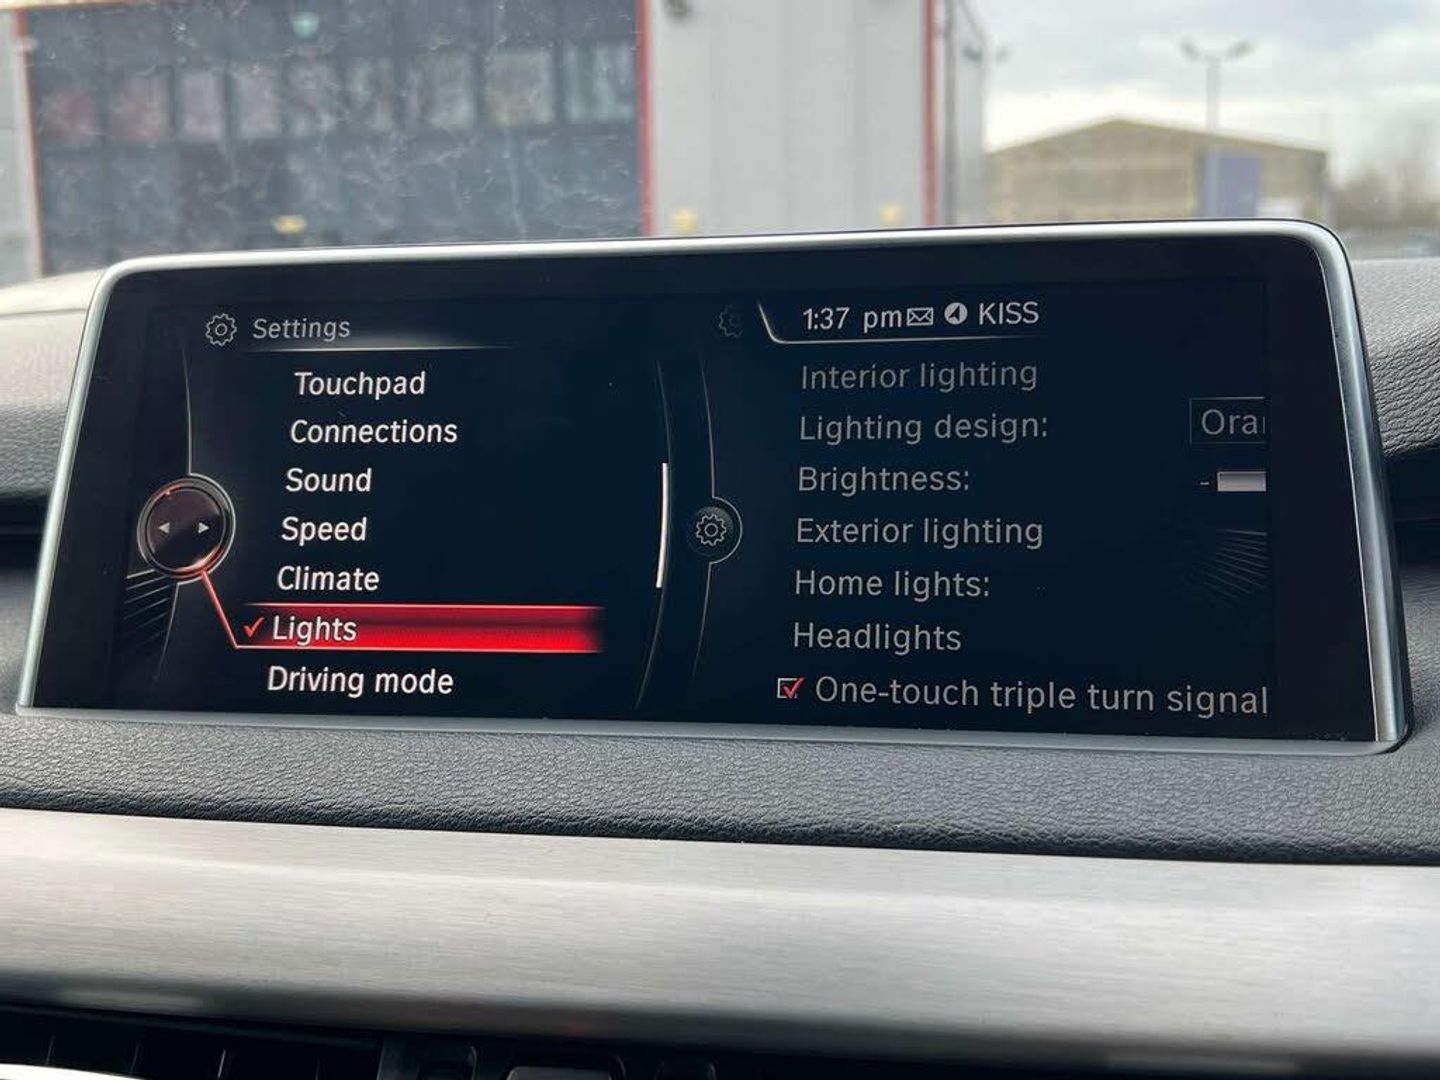 Settings
Touchpad
Connections
Sound
Speed
Climate
Lights
Driving mode
1:37 pm KISS
Interior lighting
Lighting design: Ora
Brightness: -
Exterior lighting
Home lights:
Headlights
One-touch triple turn signal